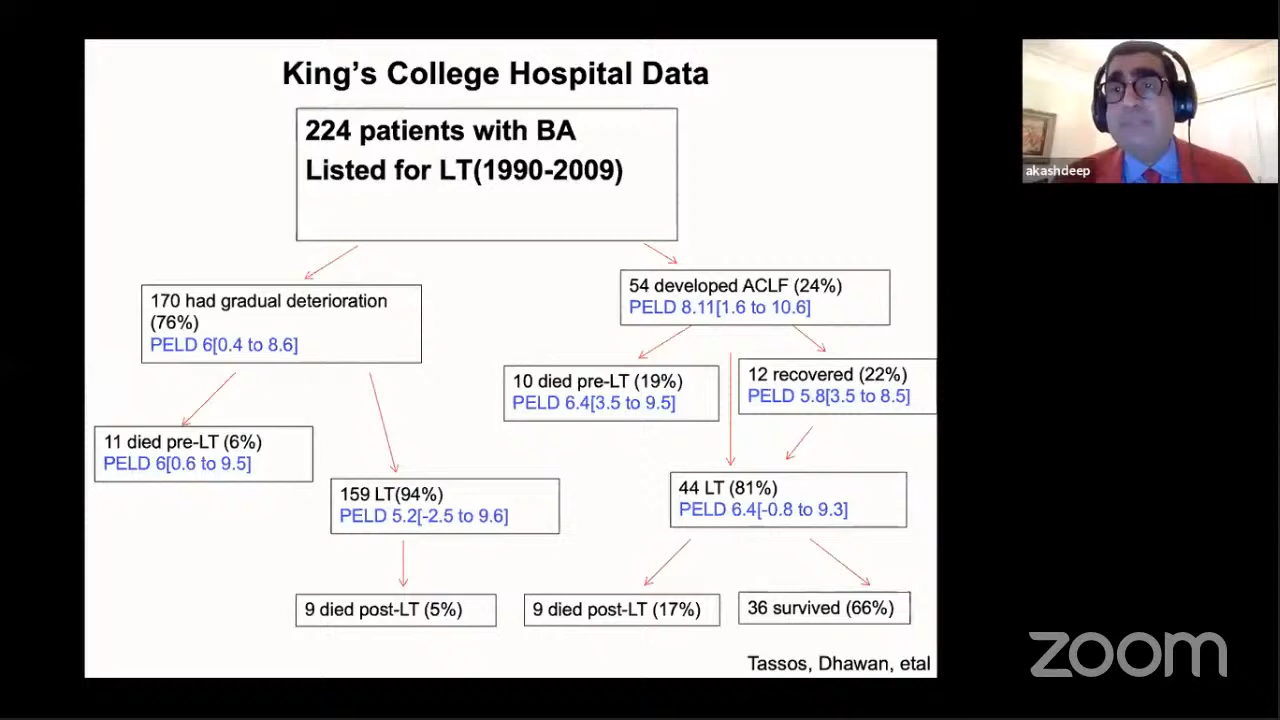 King's College Hospital Data
224 patients with BA
Listed for LT(1990-2009)
170 had gradual deterioration
(76%)
PELD 6[0.4 to 8.6]
54 developed ACLF (24%)
PELD 8.11[1.6 to 10.6]
10 died pre-LT (19%)
PELD 6.4[3.5 to 9.5]
12 recovered (22%)
PELD 5.8[3.5 to 8.5]
11 died pre-LT (6%)
PELD 6[0.6 to 9.5]
159 LT(94%)
PELD 5.2[-2.5 to 9.6]
44 LT (81%)
PELD 6.4[-0.8 to 9.3]
9 died post-LT (5%)
9 died post-LT (17%)
36 survived (66%)
Tassos, Dhawan, etal
akashdeep
zoom